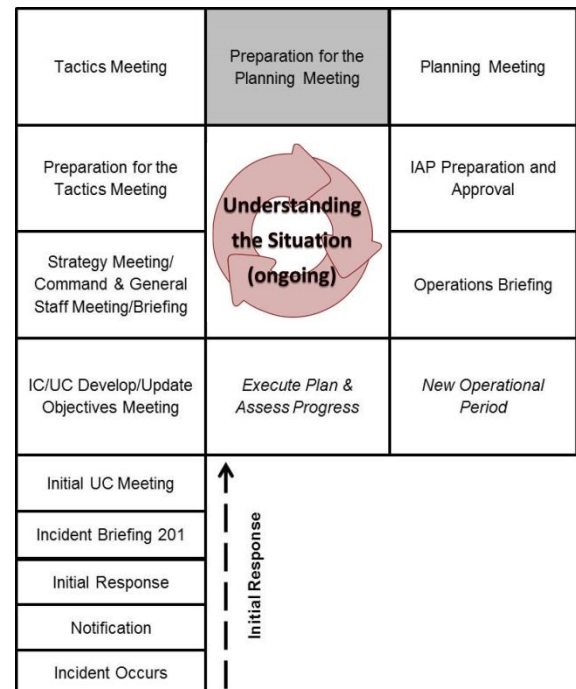 Tactics Meeting
Preparation for the
Planning Meeting
Planning Meeting
Preparation for the
Tactics Meeting
Understanding
the Situation
(ongoing)
IAP Preparation and
Approval
Strategy Meeting/
Command & General
Staff Meeting/Briefing
Operations Briefing
IC/UC Develop/Update
Objectives Meeting
Execute Plan &
Assess Progress
New Operational
Period
Initial UC Meeting
Incident Briefing 201
Initial Response
Notification
Incident Occurs
Initial Response